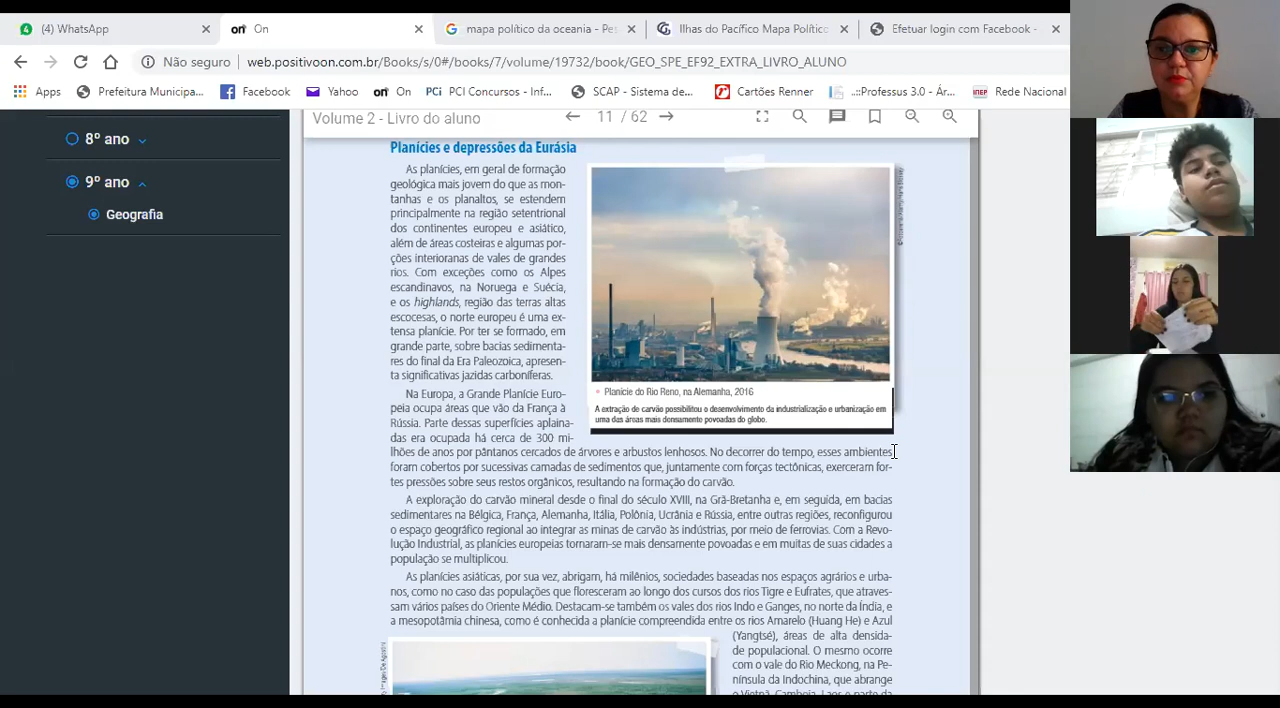 (4) WhatsApp
on
On
mapa político da oceania - Pes
Ilhas do Pacífico Mapa Político
Efetuar login com Facebook -
Não seguro
web.positivoon.com.br/Books/s/0#/books/7/volume/19732/book/GEO_SPE_EF92_EXTRA_LIVRO_ALUNO
Apps
Prefeitura Municipa...
Facebook
Yahoo
on
On
PCi
PCI Concursos - Inf...
SCAP - Sistema de...
Cartões Renner
..::Professus 3.0 - Ár...
inep
Rede Nacional
8º ano
9º ano
Geografia
Volume 2 - Livro do aluno
11 / 62
Planícies e depressões da Eurásia
As planícies, em geral de formação
geológica mais jovem do que as mon-
tanhas e os planaltos, se estendem
principalmente na região setentrional
dos continentes europeu e asiático,
além de áreas costeiras e algumas por-
ções interioranas de vales de grandes
rios. Com exceções como os Alpes
escandinavos, na Noruega e Suécia,
e os highlands, região das terras altas
escocesas, o norte europeu é uma ex-
tensa planície. Por ter se formado, em
grande parte, sobre bacias sedimenta-
res do final da Era Paleozoica, apresen-
ta significativas jazidas carboníferas.
Planície do Rio Reno, na Alemanha, 2016
A extração de carvão possibilitou o desenvolvimento da industrialização e urbanização em
uma das áreas mais densamente povoadas do globo.
Na Europa, a Grande Planície Euro-
peia ocupa áreas que vão da França à
Rússia. Parte dessas superfícies aplaina-
das era ocupada há cerca de 300 mi-
lhões de anos por pântanos cercados de árvores e arbustos lenhosos. No decorrer do tempo, esses ambientes
foram cobertos por sucessivas camadas de sedimentos que, juntamente com forças tectônicas, exerceram for-
tes pressões sobre seus restos orgânicos, resultando na formação do carvão.
A exploração do carvão mineral desde o final do século XVIII, na Grã-Bretanha e, em seguida, em bacias
sedimentares na Bélgica, França, Alemanha, Itália, Polônia, Ucrânia e Rússia, entre outras regiões, reconfigurou
o espaço geográfico regional ao integrar as minas de carvão às indústrias, por meio de ferrovias. Com a Revo-
lução Industrial, as planícies europeias tornaram-se mais densamente povoadas e em muitas de suas cidades a
população se multiplicou.
As planícies asiáticas, por sua vez, abrigam, há milênios, sociedades baseadas nos espaços agrários e urba-
nos, como no caso das populações que floresceram ao longo dos cursos dos rios Tigre e Eufrates, que atraves-
sam vários países do Oriente Médio. Destacam-se também os vales dos rios Indo e Ganges, no norte da Índia, e
a mesopotâmia chinesa, como é conhecida a planície compreendida entre os rios Amarelo (Huang He) e Azul
(Yangtsé), áreas de alta densida-
de populacional. O mesmo ocorre
com o vale do Rio Meckong, na Pe-
nínsula da Indochina, que abrange
o Vietnã, Camboja, Laos e parte da